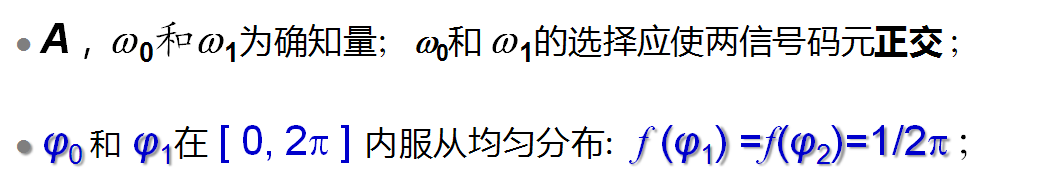 • A，ω₀和ω₁为确知量；ω₀和 ω₁的选择应使两信号码元正交；
• φ₀ 和 φ₁在 [ 0, 2π ] 内服从均匀分布: f (φ₁) =f(φ₂)=1/2π；